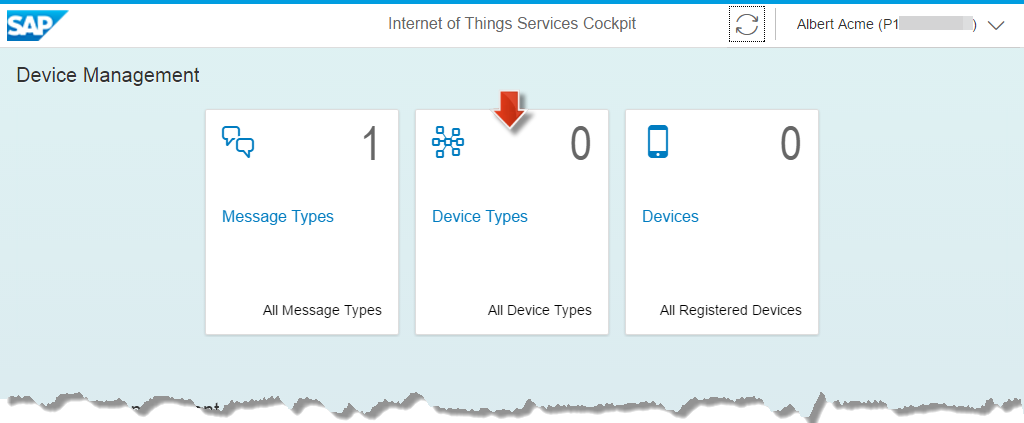 SAP
Internet of Things Services Cockpit
Albert Acme (P1 )
Device Management
1
0
0
Message Types
Device Types
Devices
All Message Types
All Device Types
All Registered Devices